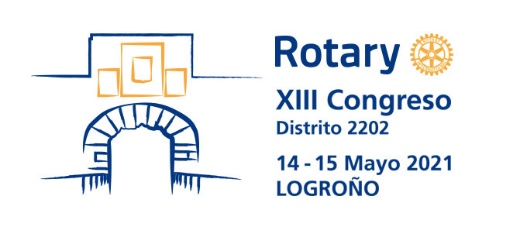 Rotary
XIII Congreso
Distrito 2202
14 - 15 Mayo 2021
LOGROÑO